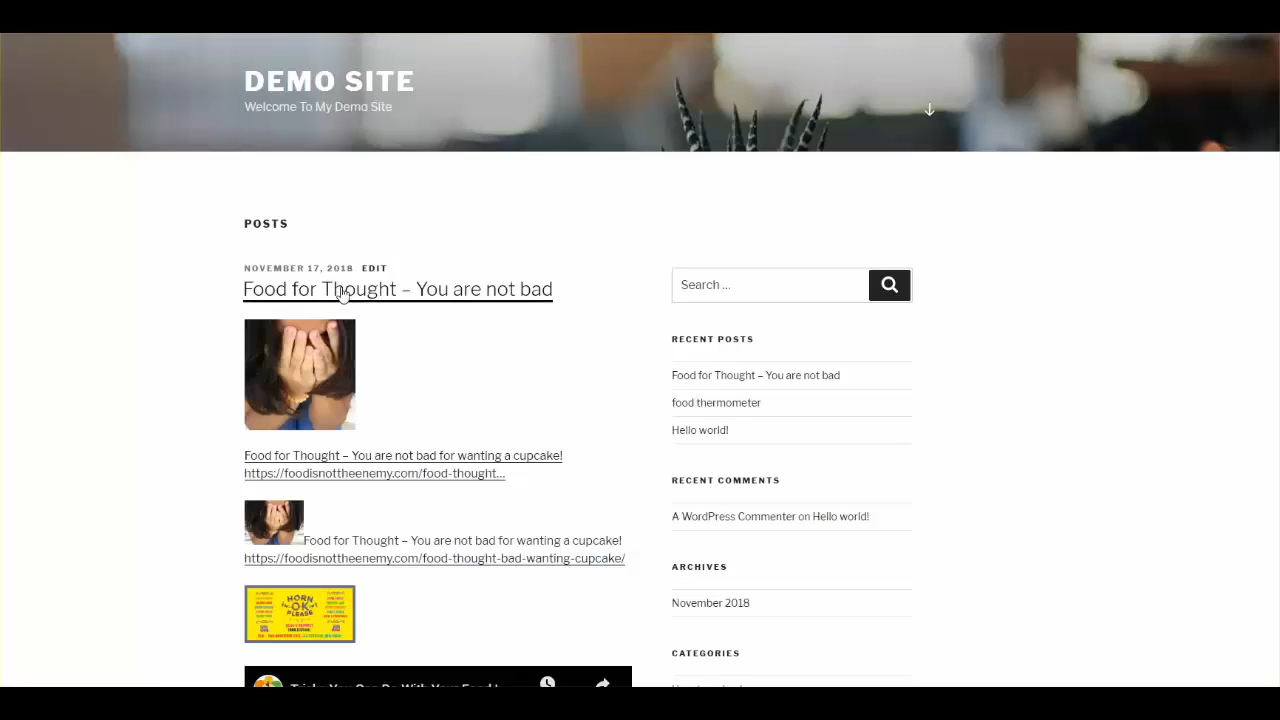 DEMO SITE
Welcome To My Demo Site
POSTS
NOVEMBER 17, 2018 EDIT
Food for Thought – You are not bad
Food for Thought – You are not bad for wanting a cupcake!
https://foodisnottheenemy.com/food-thought...
Food for Thought – You are not bad for wanting a cupcake!
https://foodisnottheenemy.com/food-thought-bad-wanting-cupcake/
HORN
OK
PLEASE
Search ...
RECENT POSTS
Food for Thought – You are not bad
food thermometer
Hello world!
RECENT COMMENTS
A WordPress Commenter on Hello world!
ARCHIVES
November 2018
CATEGORIES